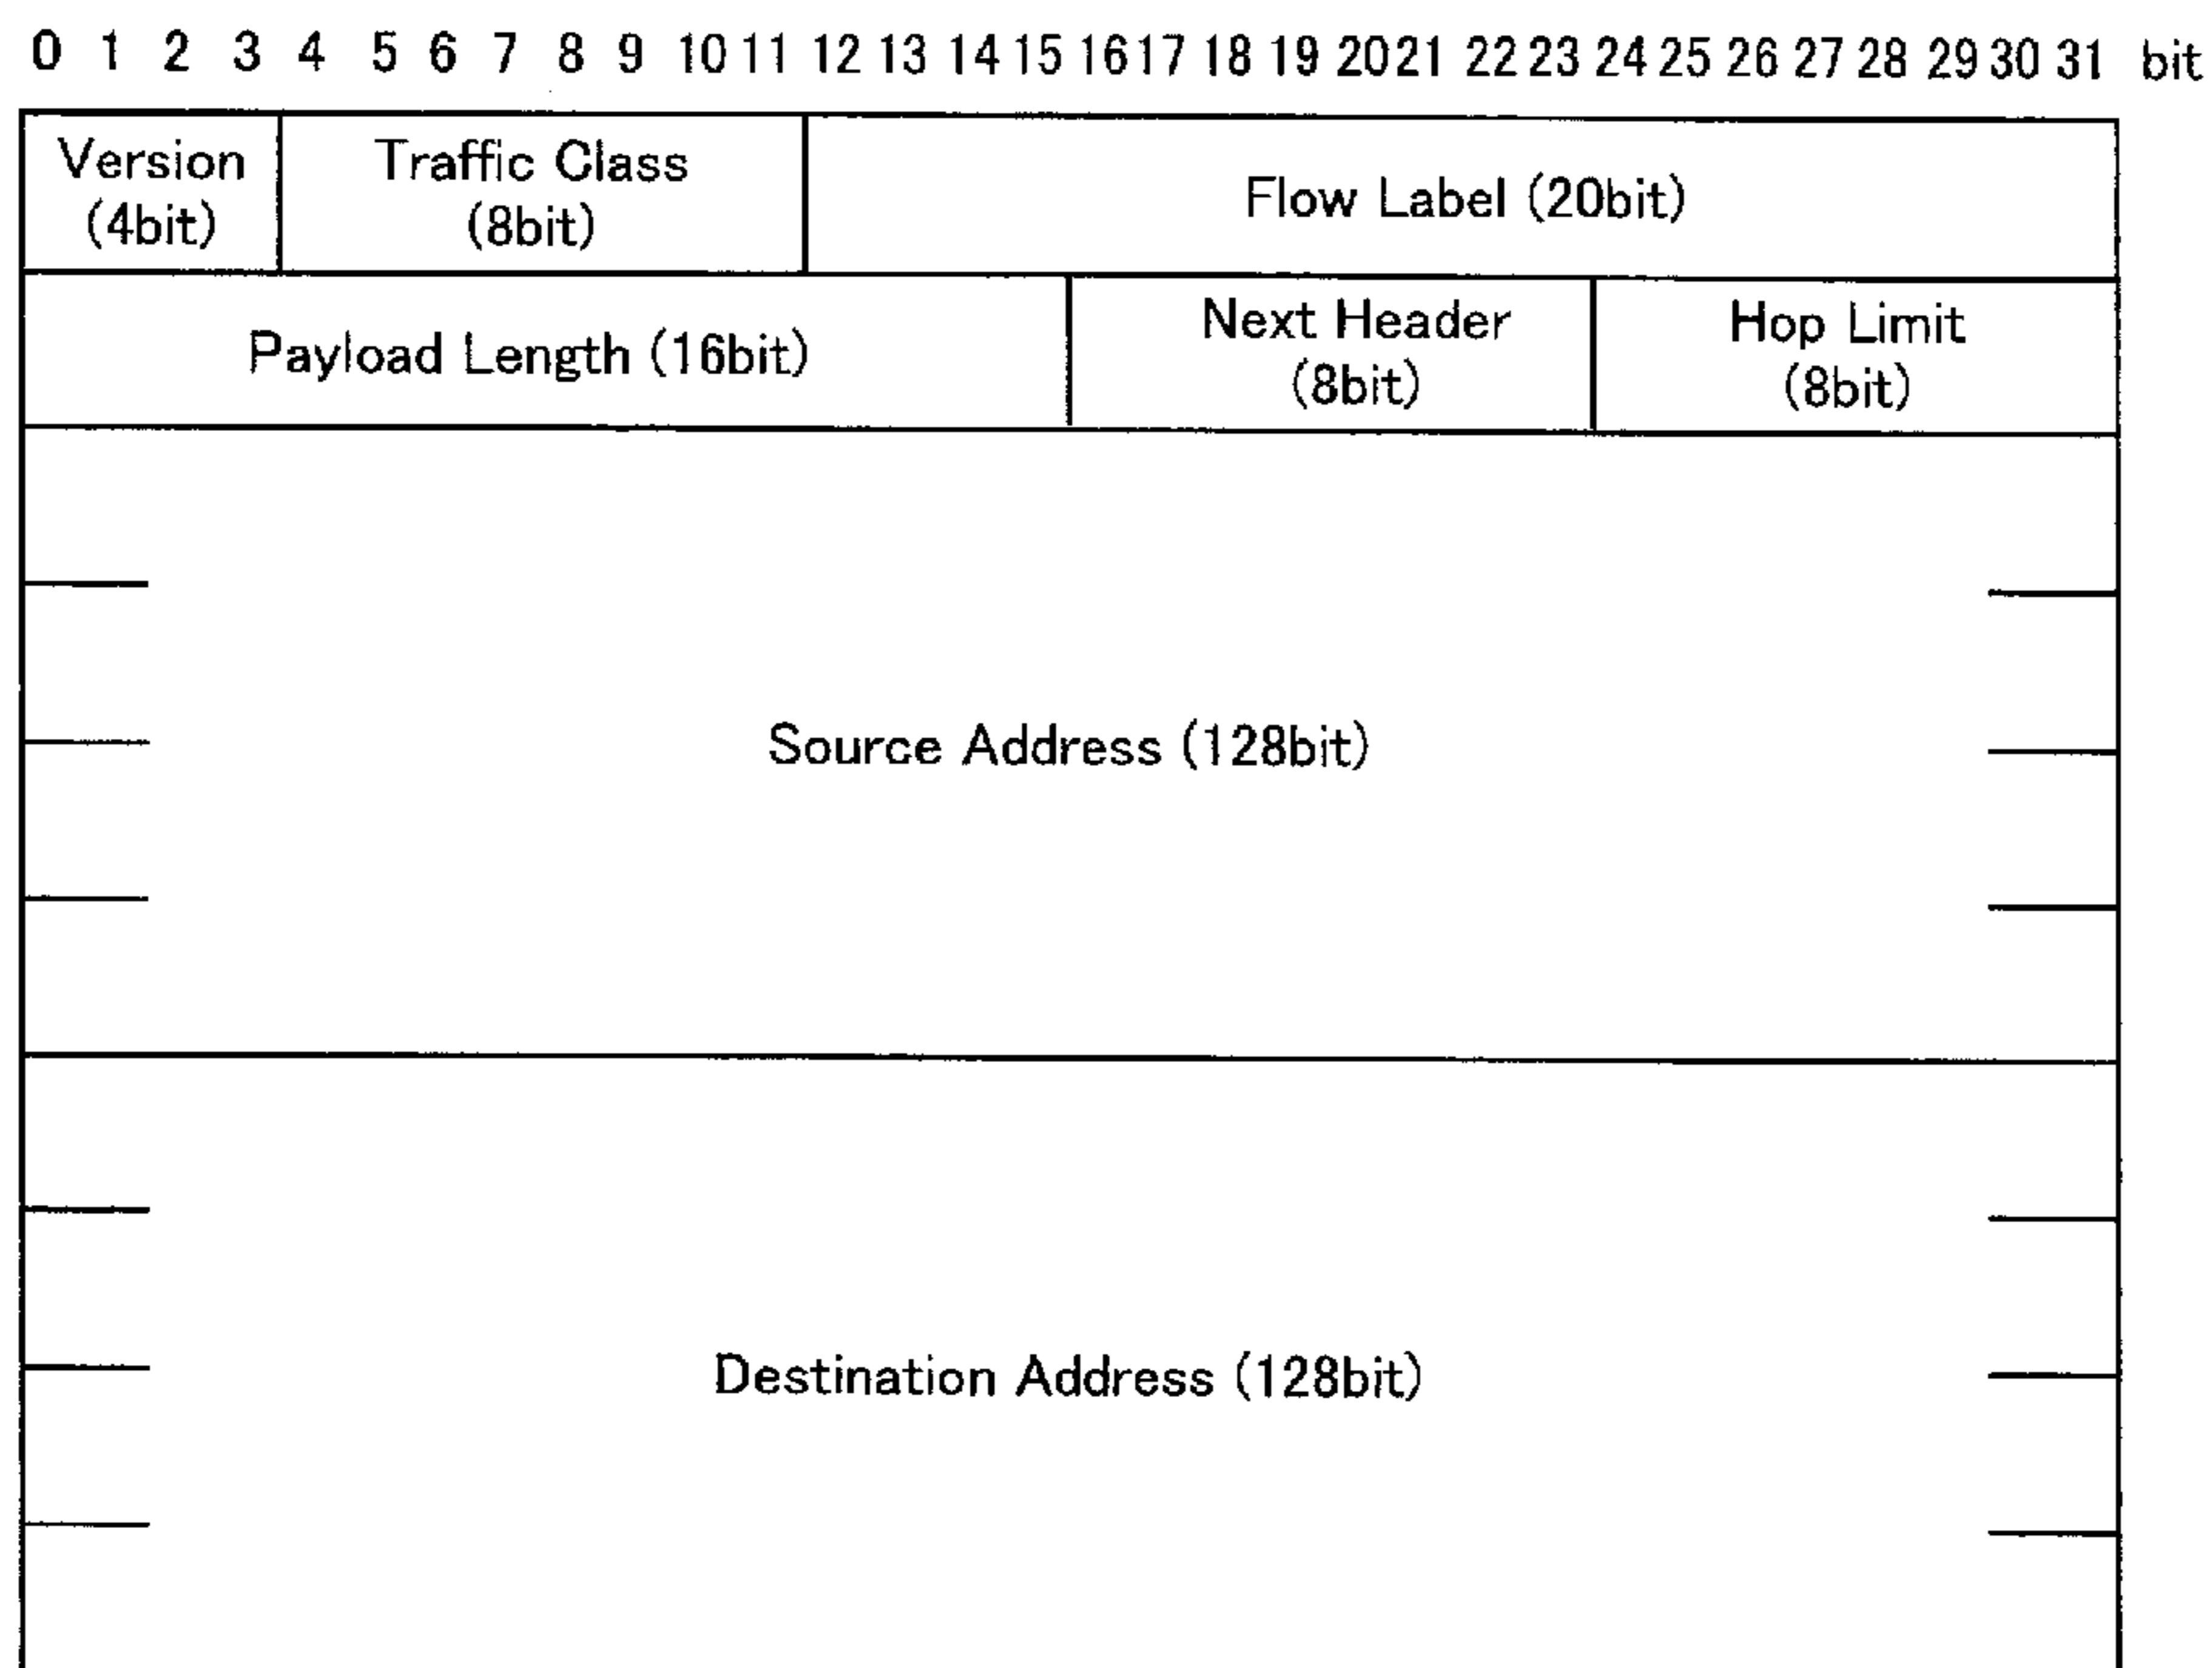 0 1 2 3 4 5 6 7 8 9 10 11 12 13 14 15 16 17 18 19 20 21 22 23 24 25 26 27 28 29 30 31 bit
Version Traffic Class
(4bit) (8bit) Flow Label (20bit)
Payload Length (16bit) Next Header Hop Limit
(8bit) (8bit)
Source Address (128bit)
Destination Address (128bit)